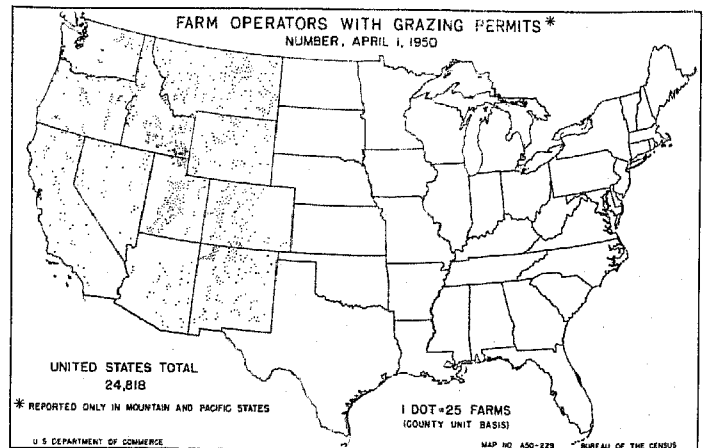 FARM OPERATORS WITH GRAZING PERMITS*
NUMBER, APRIL 1, 1950
UNITED STATES TOTAL
24,818
* REPORTED ONLY IN MOUNTAIN AND PACIFIC STATES
1 DOT=25 FARMS
(COUNTY UNIT BASIS)
U S DEPARTMENT OF COMMERCE
MAP NO. A50-229
BUREAU OF THE CENSUS